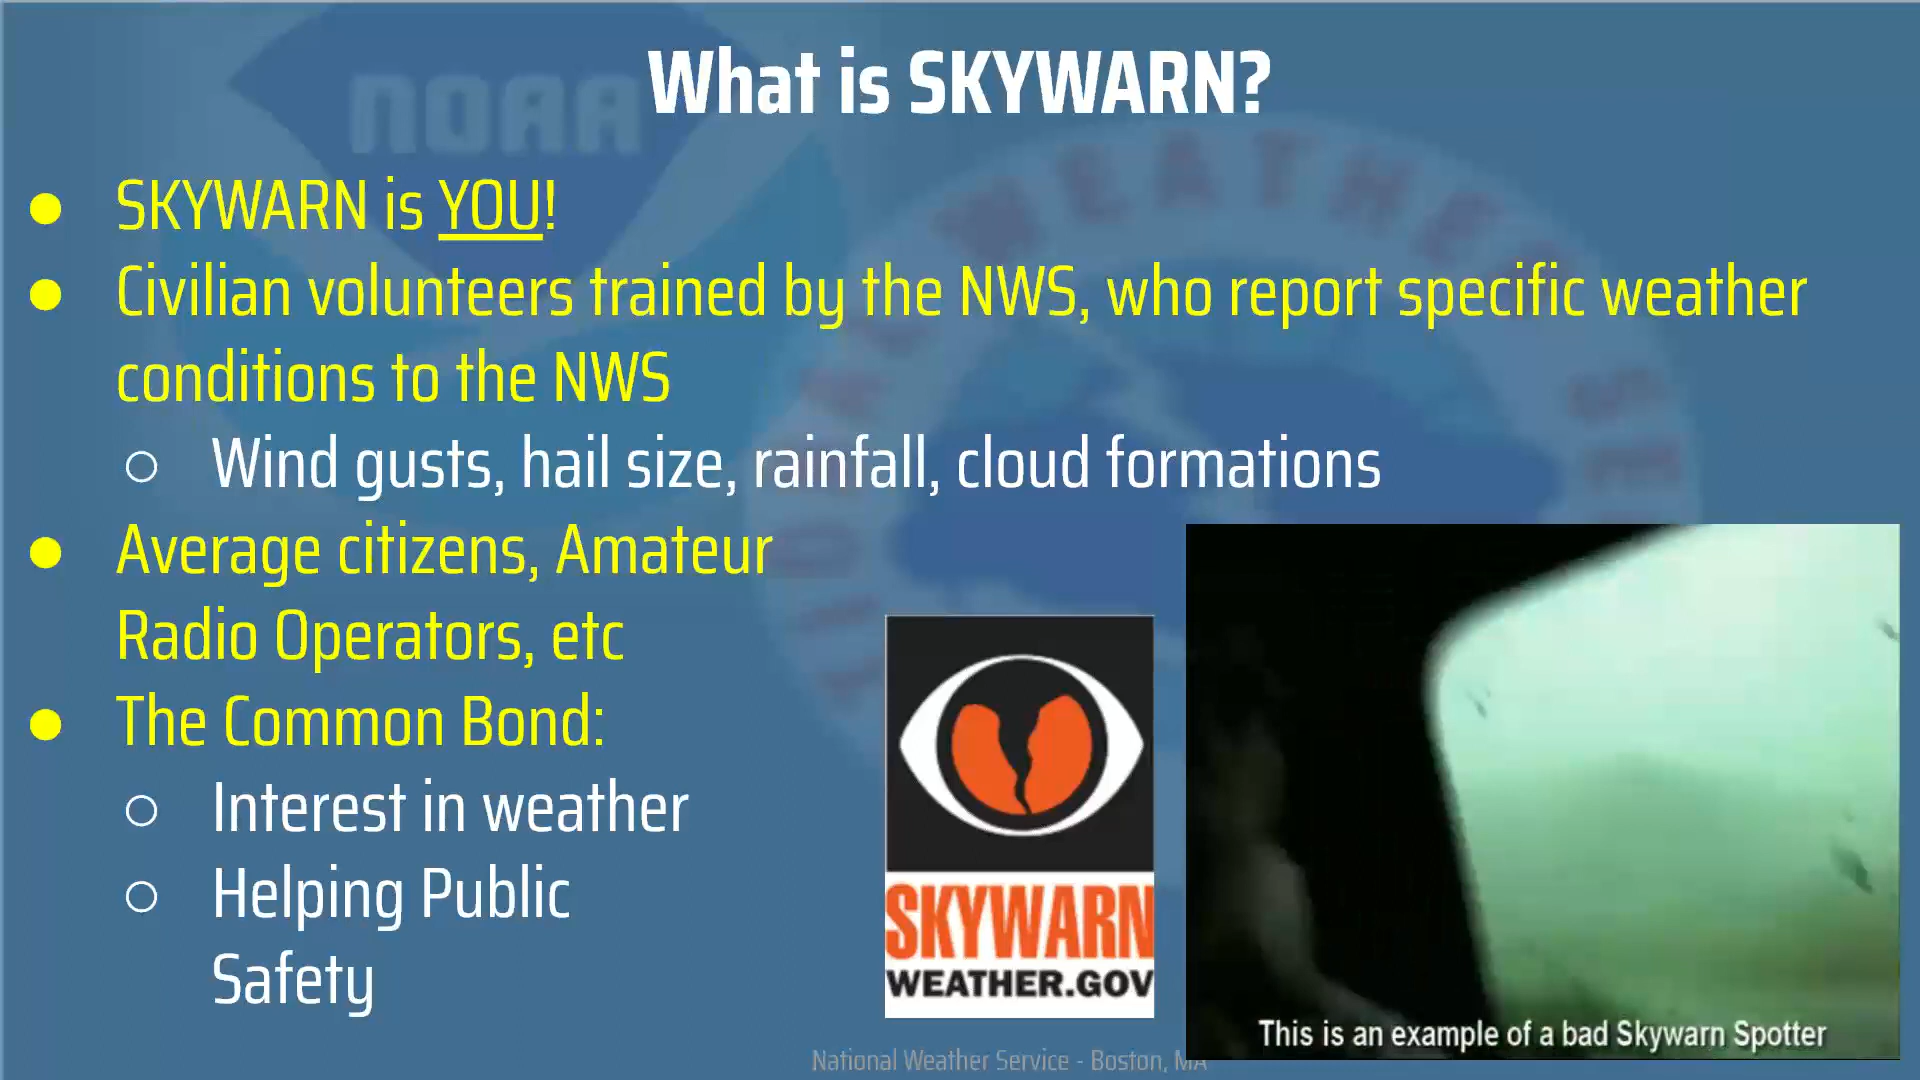 NOAA
What is SKYWARN?
● SKYWARN is YOU!
● Civilian volunteers trained by the NWS, who report specific weather
conditions to the NWS
○ Wind gusts, hail size, rainfall, cloud formations
● Average citizens, Amateur
Radio Operators, etc
● The Common Bond:
○ Interest in weather
○ Helping Public
Safety
SKYWARN
WEATHER.GOV
This is an example of a bad Skywarn Spotter
National Weather Service - Boston, MA
WEATHER